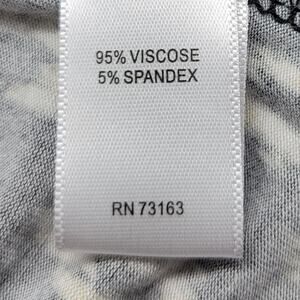 95% VISCOSE
5% SPANDEX
RN 73163